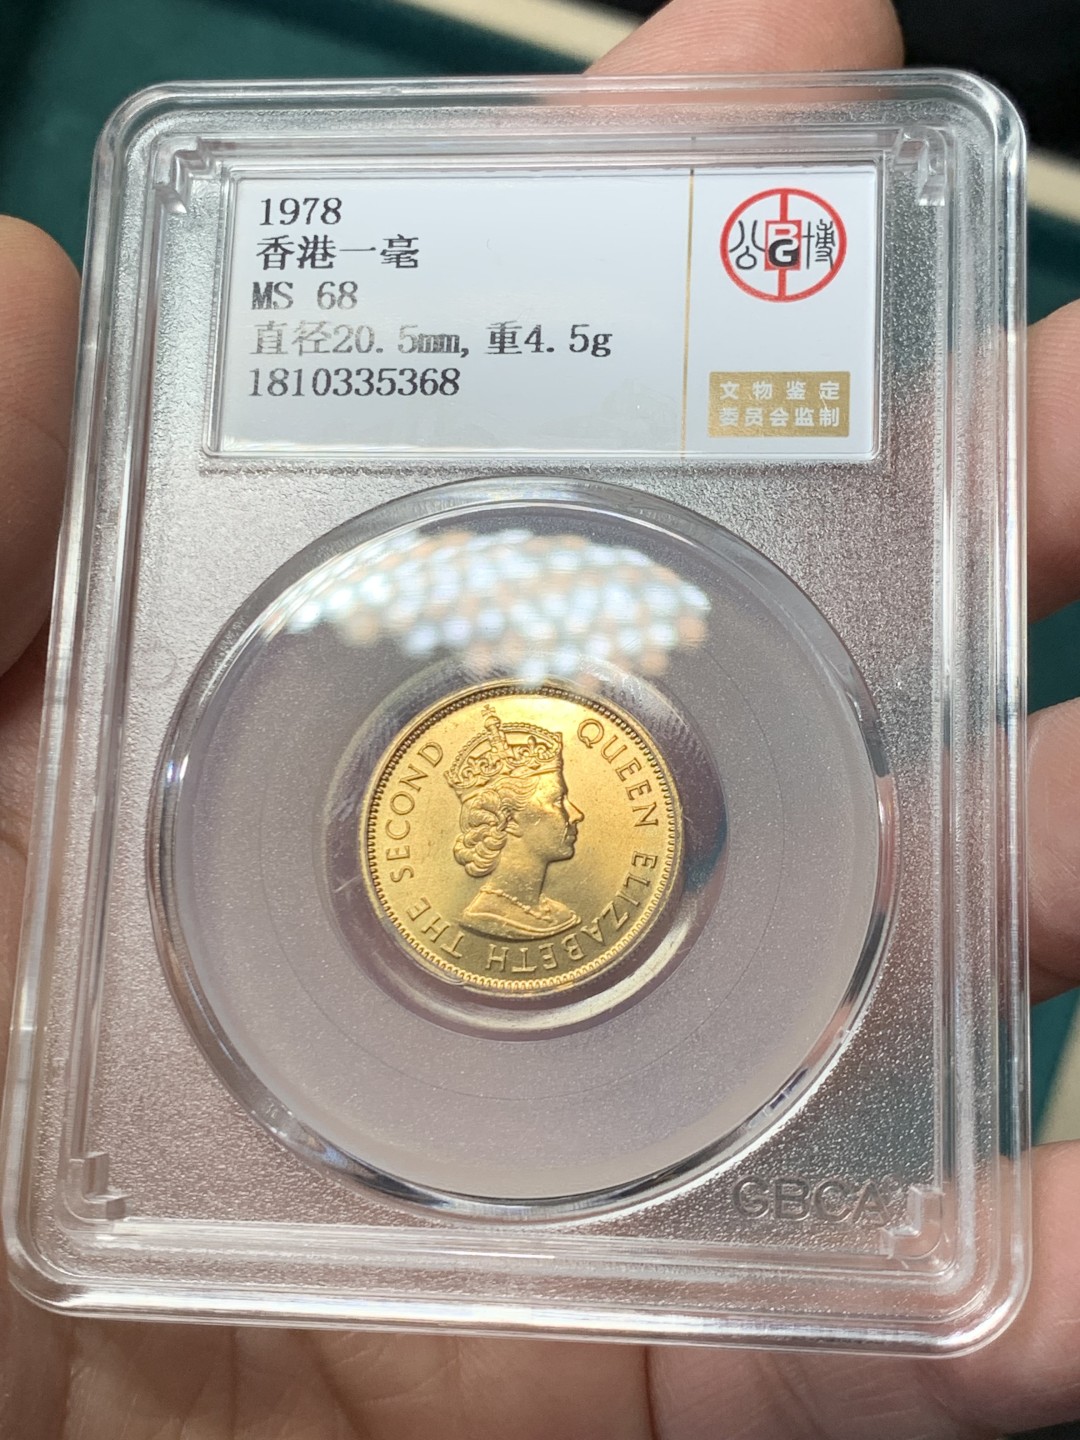 1978
香港一毫
MS 68
直径20.5mm, 重4.5g
1810335368
公 BG 博
文物鉴定
委员会监制
QUEEN ELIZABETH THE SECOND
GBCA